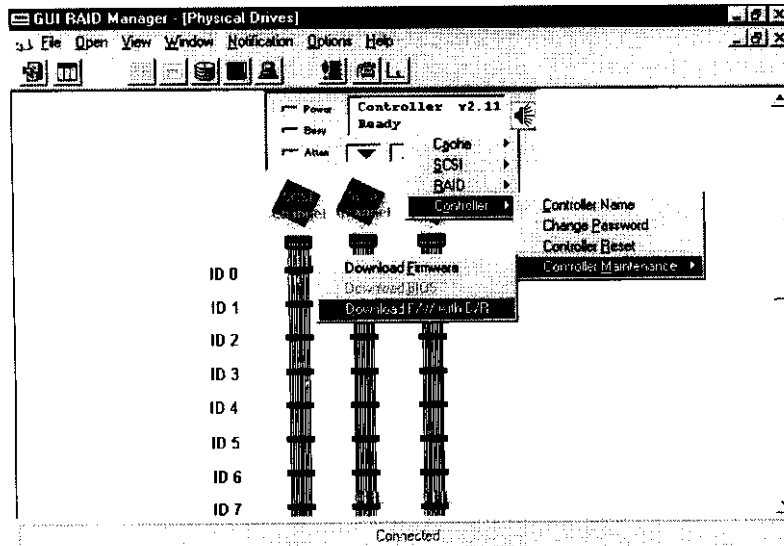 GUI RAID Manager - [Physical Drives]
File Open View Window Notification Options Help
Power
Busy
Atten
Controller v2.11
Ready
Cache
SCSI
RAID
Controller
Controller Name
Change Password
Controller Reset
Controller Maintenance
Download Firmware
Download BIOS
Download F/W with B/R
ID 0
ID 1
ID 2
ID 3
ID 4
ID 5
ID 6
ID 7
Connected